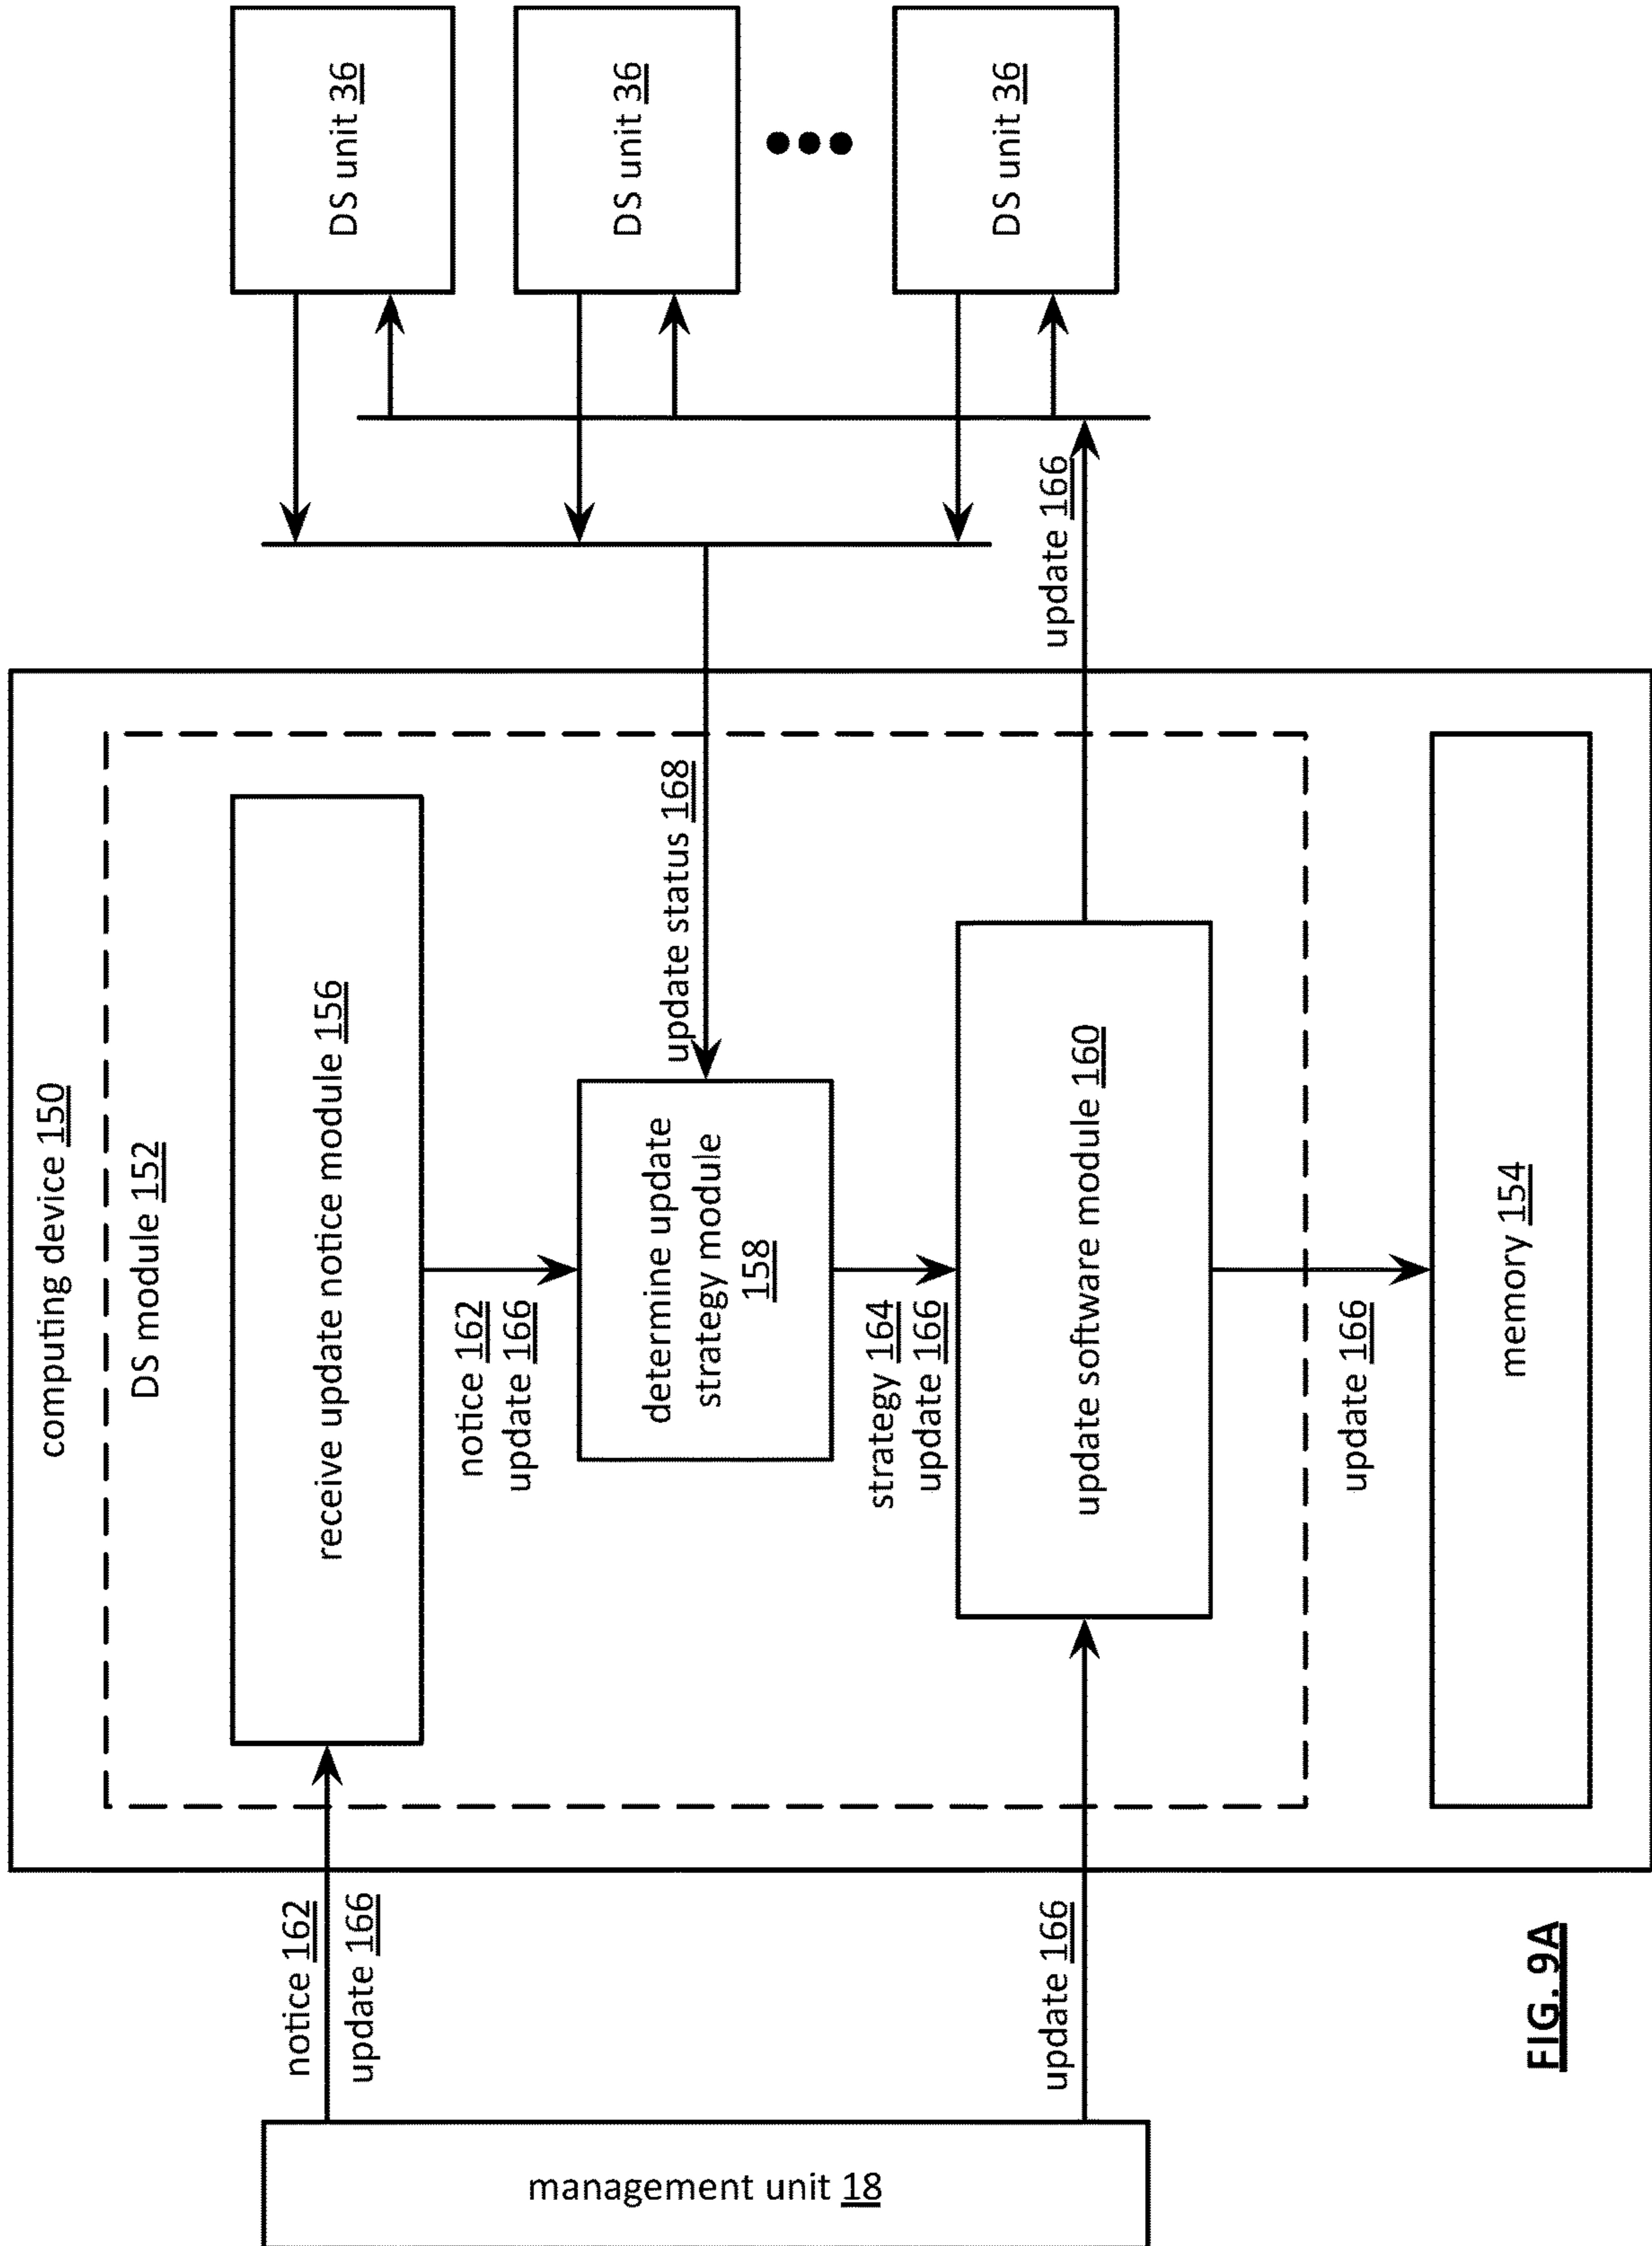 computing device 150
DS module 152
management unit 18
notice 162
update 166
receive update notice module 156
notice 162
update 166
determine update
strategy module
158
update status 168
strategy 164
update 166
update software module 160
update 166
update 166
update 166
memory 154
DS unit 36
DS unit 36
DS unit 36
FIG. 9A